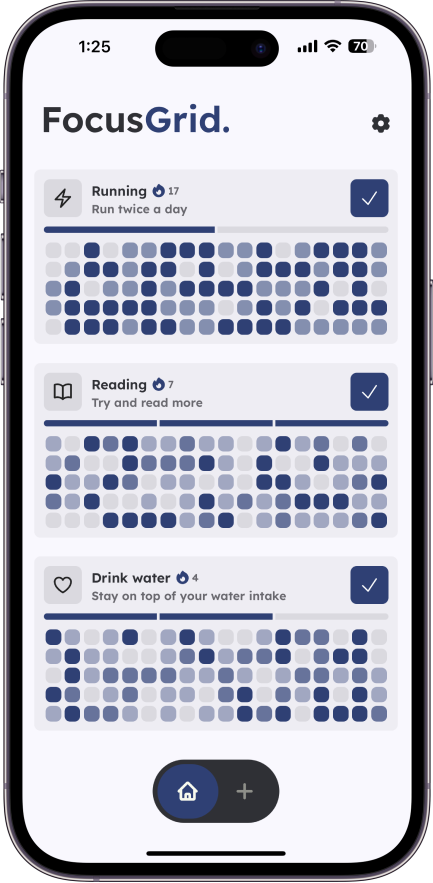 1:25
70
FocusGrid.
Running 17
Run twice a day
Reading 7
Try and read more
Drink water 4
Stay on top of your water intake